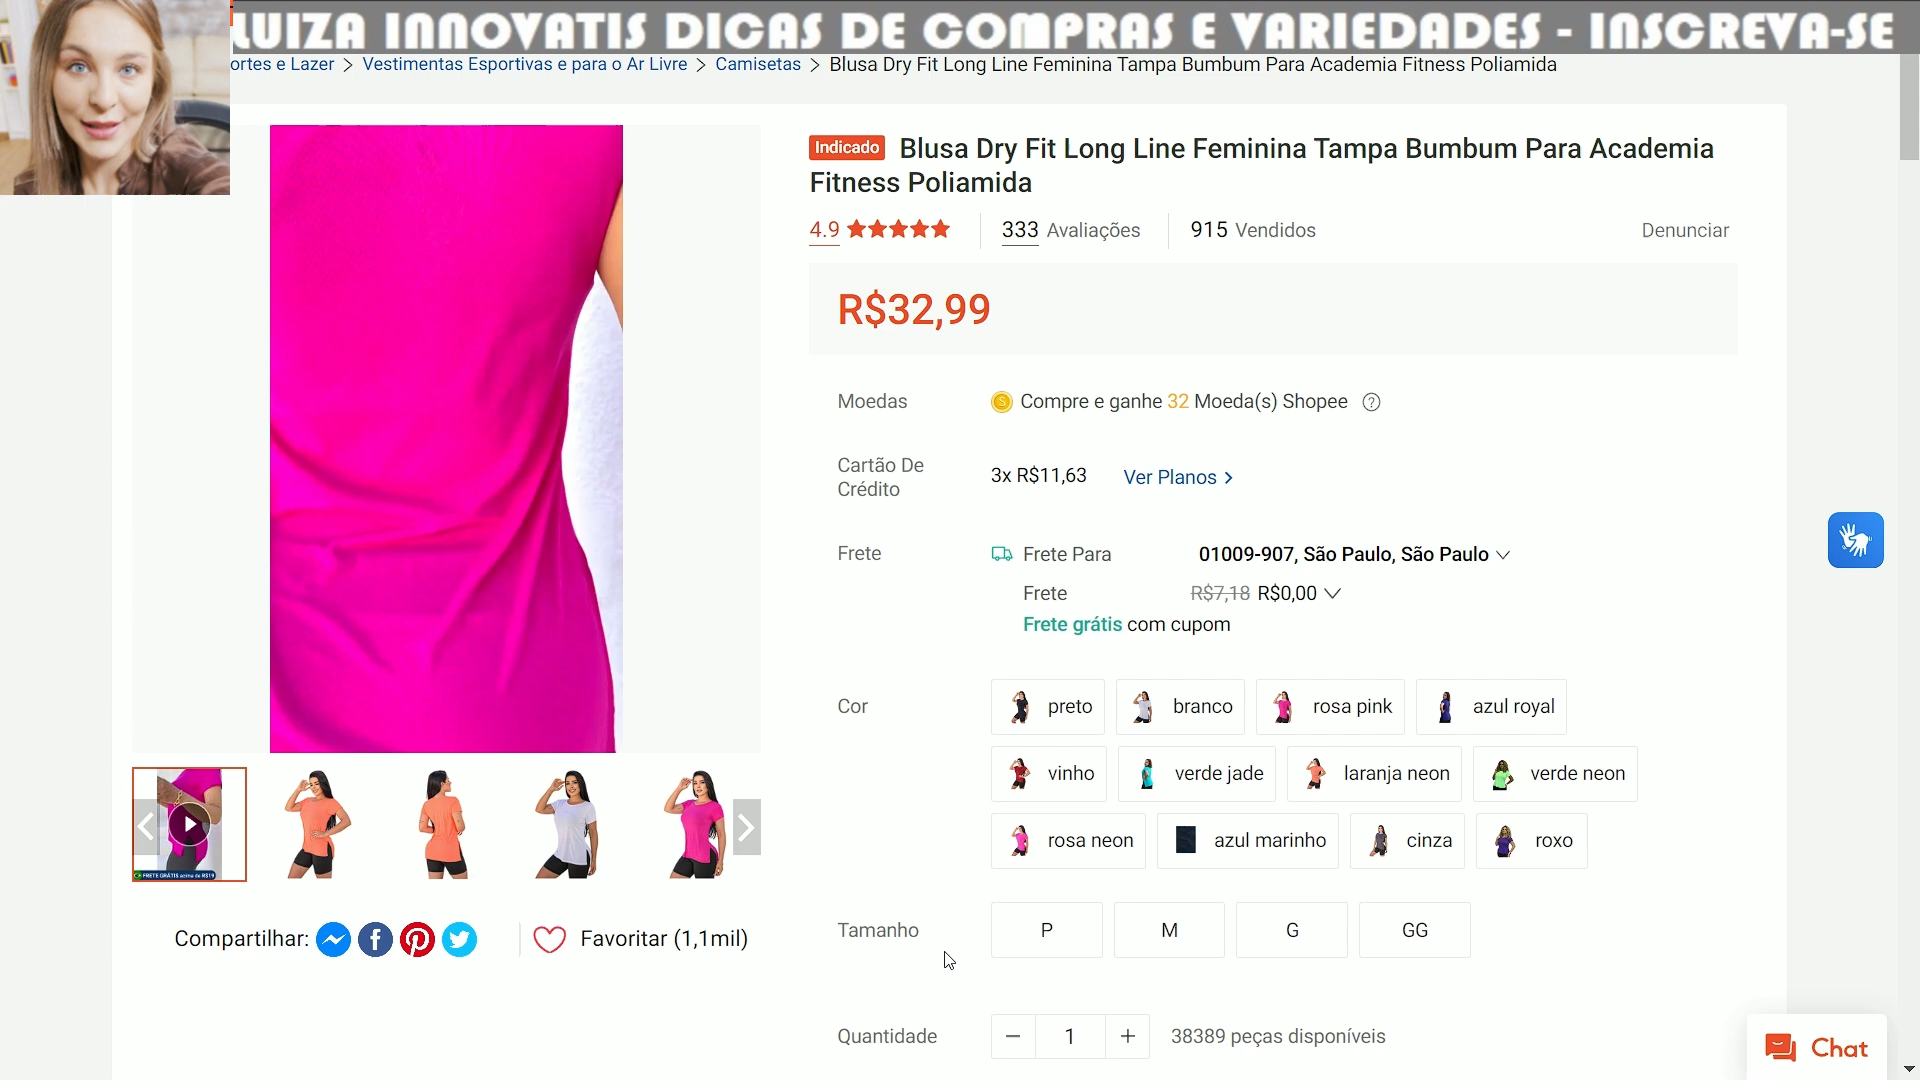 LUIZA INNOVATIS DICAS DE COMPRAS E VARIEDADES - INSCREVA-SE
ortes e Lazer > Vestimentas Esportivas e para o Ar Livre > Camisetas > Blusa Dry Fit Long Line Feminina Tampa Bumbum Para Academia Fitness Poliamida
Indicado Blusa Dry Fit Long Line Feminina Tampa Bumbum Para Academia
Fitness Poliamida
4.9 333 Avaliações 915 Vendidos Denunciar
R$32,99
Moedas Compre e ganhe 32 Moeda(s) Shopee ?
Cartão De
Crédito
3x R$11,63 Ver Planos >
Frete Frete Para 01009-907, São Paulo, São Paulo
Frete R$7,18 R$0,00
Frete grátis com cupom
Cor preto branco rosa pink azul royal
vinho verde jade laranja neon verde neon
rosa neon azul marinho cinza roxo
Tamanho P M G GG
Quantidade − 1 + 38389 peças disponíveis
FRETE GRÁTIS acima de R$19
Compartilhar: Favoritar (1,1mil)
Chat